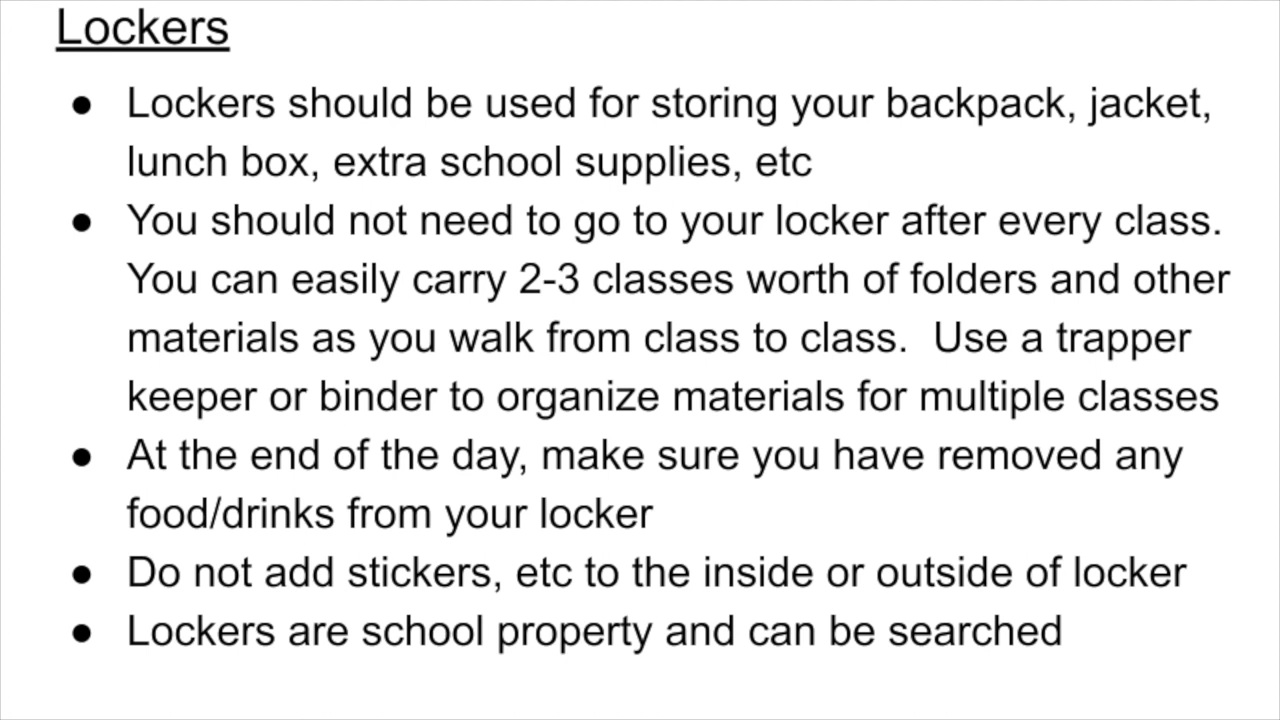 Lockers
● Lockers should be used for storing your backpack, jacket,
lunch box, extra school supplies, etc
● You should not need to go to your locker after every class.
You can easily carry 2-3 classes worth of folders and other
materials as you walk from class to class.  Use a trapper
keeper or binder to organize materials for multiple classes
● At the end of the day, make sure you have removed any
food/drinks from your locker
● Do not add stickers, etc to the inside or outside of locker
● Lockers are school property and can be searched